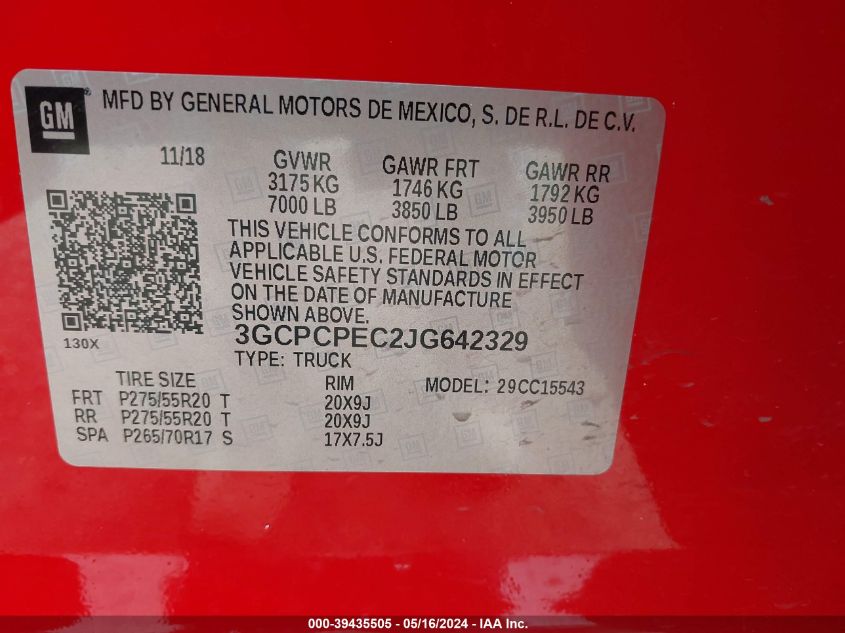 GM®
MFD BY GENERAL MOTORS DE MEXICO, S. DE R.L. DE C.V.
11/18 GVWR GAWR FRT GAWR RR
3175 KG 1746 KG 1792 KG
7000 LB 3850 LB 3950 LB
THIS VEHICLE CONFORMS TO ALL
APPLICABLE U.S. FEDERAL MOTOR
VEHICLE SAFETY STANDARDS IN EFFECT
ON THE DATE OF MANUFACTURE
SHOWN ABOVE.
3GCPCPEC2JG642329
130X
TYPE: TRUCK
TIRE SIZE RIM MODEL: 29CC15543
FRT P275/55R20 T 20X9J
RR P275/55R20 T 20X9J
SPA P265/70R17 S 17X7.5J
000-39435505 - 05/16/2024 - IAA Inc.